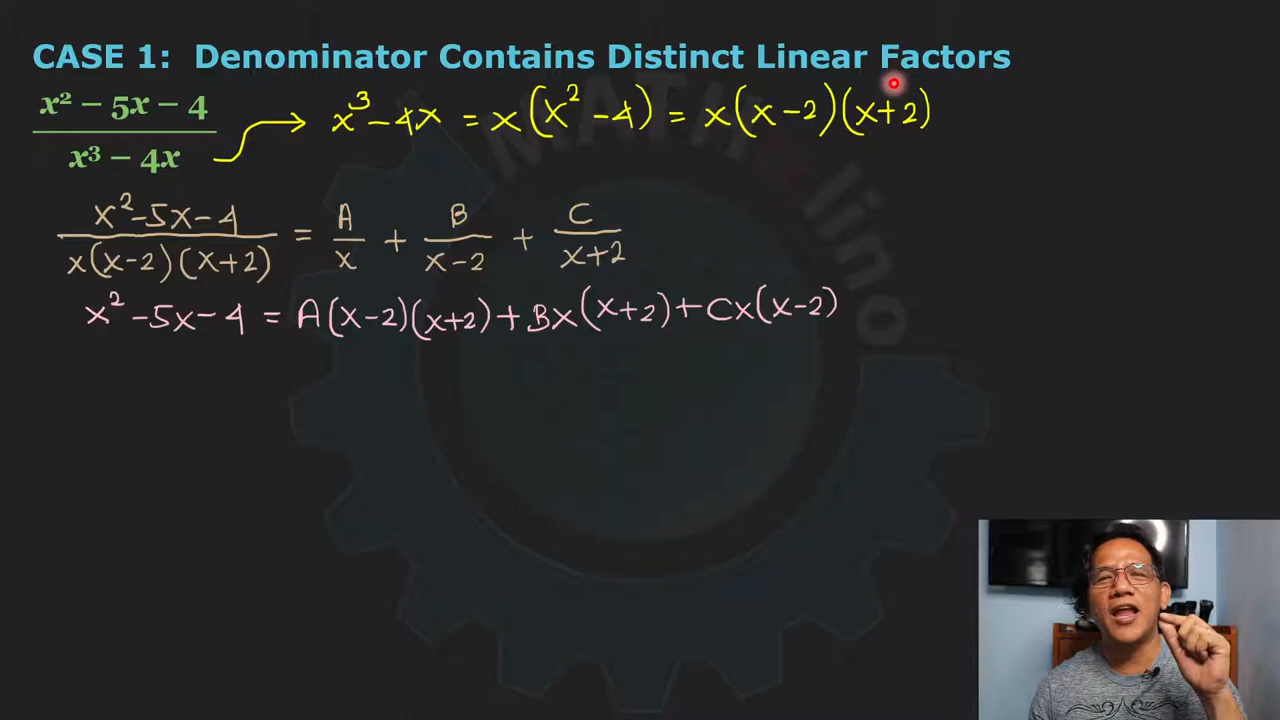 CASE 1: Denominator Contains Distinct Linear Factors
x² – 5x – 4 / x³ – 4x → x³ – 4x = x(x² – 4) = x(x – 2)(x + 2)
x² – 5x – 4 / x(x – 2)(x + 2) = A / x + B / x – 2 + C / x + 2
x² – 5x – 4 = A(x – 2)(x + 2) + Bx(x + 2) + Cx(x – 2)
MATHalino